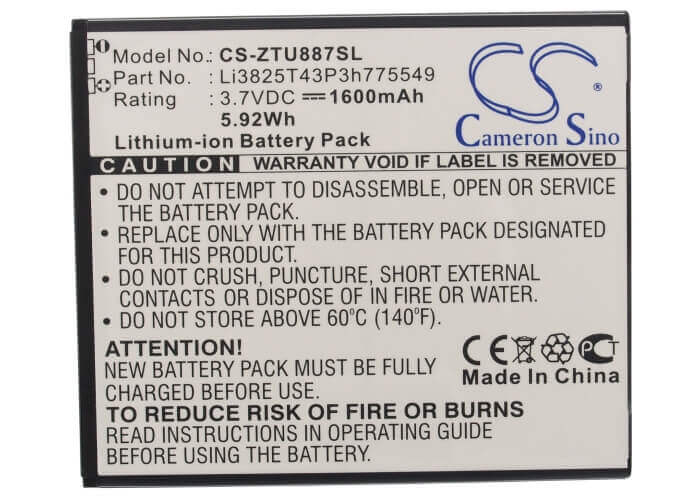 Model No.: CS-ZTU887SL
Part No.: Li3825T43P3h775549
Rating : 3.7VDC 1600mAh
5.92Wh
Lithium-ion Battery Pack
CS
Cameron Sino
CAUTION: WARRANTY VOID IF LABEL IS REMOVED
•DO NOT ATTEMPT TO DISASSEMBLE, OPEN OR SERVICE
THE BATTERY PACK.
•REPLACE ONLY WITH THE BATTERY PACK DESIGNATED
FOR THIS PRODUCT.
•DO NOT CRUSH, PUNCTURE, SHORT EXTERNAL
CONTACTS, OR DISPOSE OF IN FIRE OR WATER.
•DO NOT STORE ABOVE 60°C (140°F).
ATTENTION!
NEW BATTERY PACK MUST BE FULLY
CHARGED BEFORE USE.
CE PCT
Made In China
TO REDUCE RISK OF FIRE OR BURNS
READ INSTRUCTIONS IN OPERATING GUIDE
BEFORE USE.